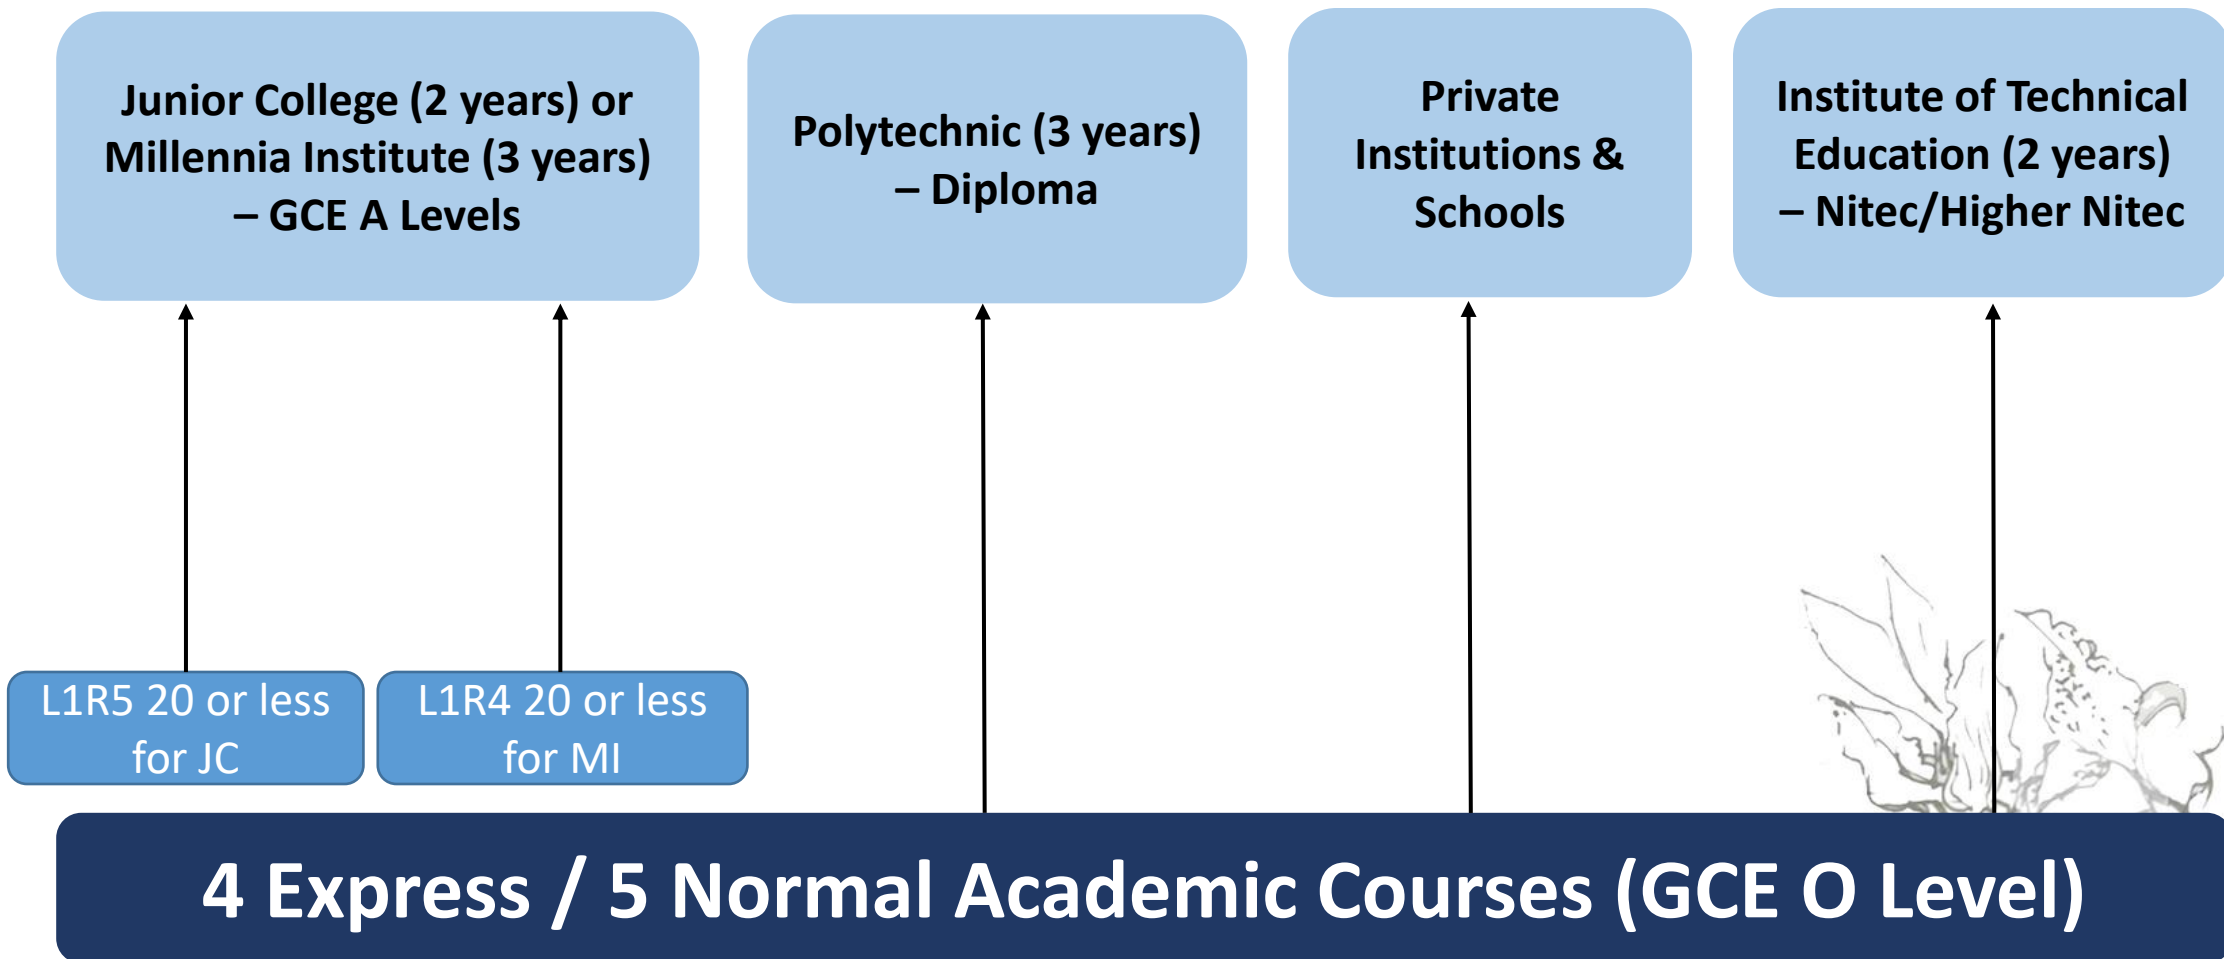 Junior College (2 years) or
Millennia Institute (3 years)
– GCE A Levels
Polytechnic (3 years)
– Diploma
Private
Institutions &
Schools
Institute of Technical
Education (2 years)
– Nitec/Higher Nitec
L1R5 20 or less
for JC
L1R4 20 or less
for MI
4 Express / 5 Normal Academic Courses (GCE O Level)